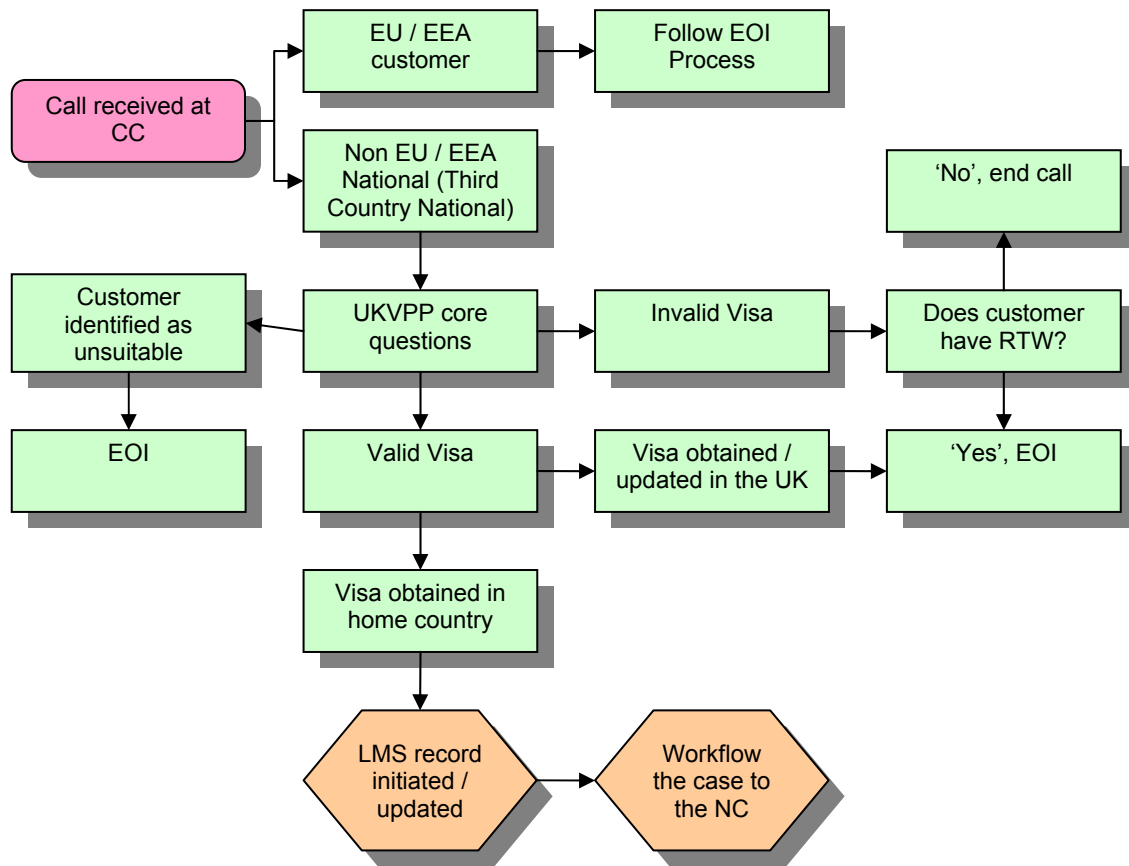 EU / EEA
customer
Follow EOI
Process
Call received at
CC
Non EU / EEA
National (Third
Country National)
‘No’, end call
Customer
identified as
unsuitable
UKVPP core
questions
Invalid Visa
Does customer
have RTW?
EOI
Valid Visa
Visa obtained /
updated in the UK
‘Yes’, EOI
Visa obtained in
home country
LMS record
initiated /
updated
Workflow
the case to
the NC